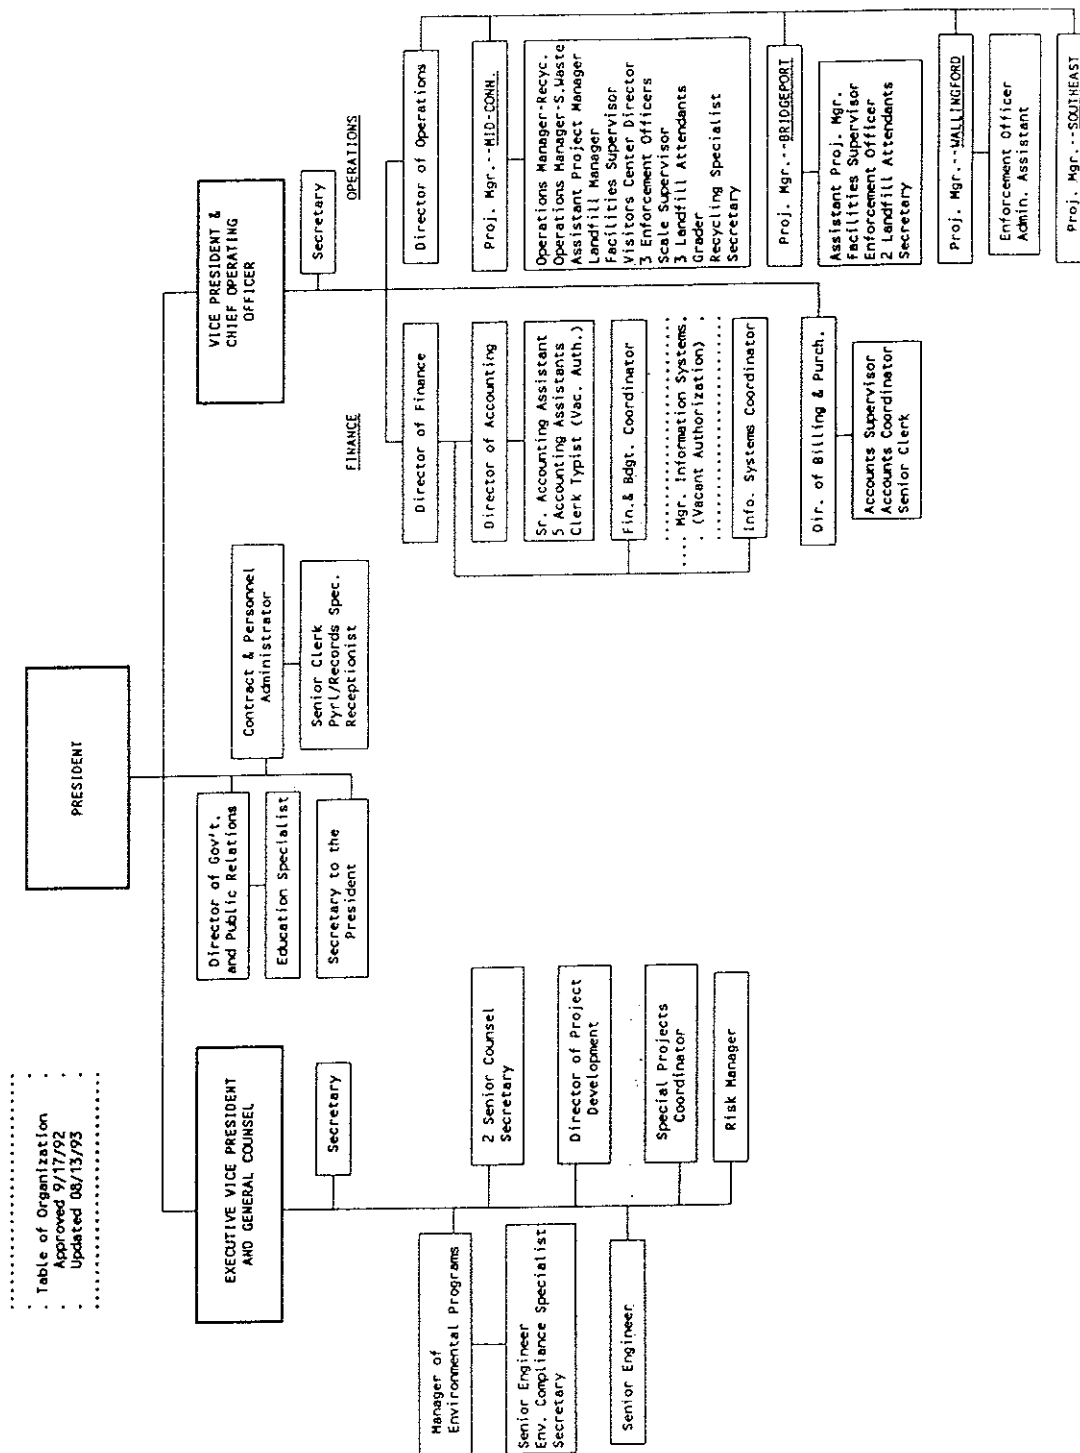 . . . . . . . . . . . . . . . . . . . .
. Table of Organization .
. Approved 9/17/92 .
. Updated 08/13/93 .
. . . . . . . . . . . . . . . . . . . .
PRESIDENT
EXECUTIVE VICE PRESIDENT
AND GENERAL COUNSEL
Secretary
Manager of
Environmental Programs
Senior Engineer
Env. Compliance Specialist
Secretary
Senior Engineer
2 Senior Counsel
Secretary
Director of Project
Development
Special Projects
Coordinator
Risk Manager
Director of Gov't.
and Public Relations
Education Specialist
Secretary to the
President
Contract & Personnel
Administrator
Senior Clerk
Pyrl/Records Spec.
Receptionist
VICE PRESIDENT &
CHIEF OPERATING
OFFICER
Secretary
FINANCE
Director of Finance
Director of Accounting
Sr. Accounting Assistant
5 Accounting Assistants
Clerk Typist (Vac. Auth.)
Fin.& Bdgt. Coordinator
. Mgr. Information Systems.
. (Vacant Authorization) .
Info. Systems Coordinator
Dir. of Billing & Purch.
Accounts Supervisor
Accounts Coordinator
Senior Clerk
OPERATIONS
Director of Operations
Proj. Mgr.--MID-CONN.
Operations Manager-Recyc.
Operations Manager-S.Waste
Assistant Project Manager
Landfill Manager
Facilities Supervisor
Visitors Center Director
3 Enforcement Officers
Scale Supervisor
3 Landfill Attendants
Grader
Recycling Specialist
Secretary
Proj. Mgr.--BRIDGEPORT
Assistant Proj. Mgr.
Facilities Supervisor
Enforcement Officer
2 Landfill Attendants
Secretary
Proj. Mgr.--WALLINGFORD
Enforcement Officer
Admin. Assistant
Proj. Mgr.--SOUTHEAST